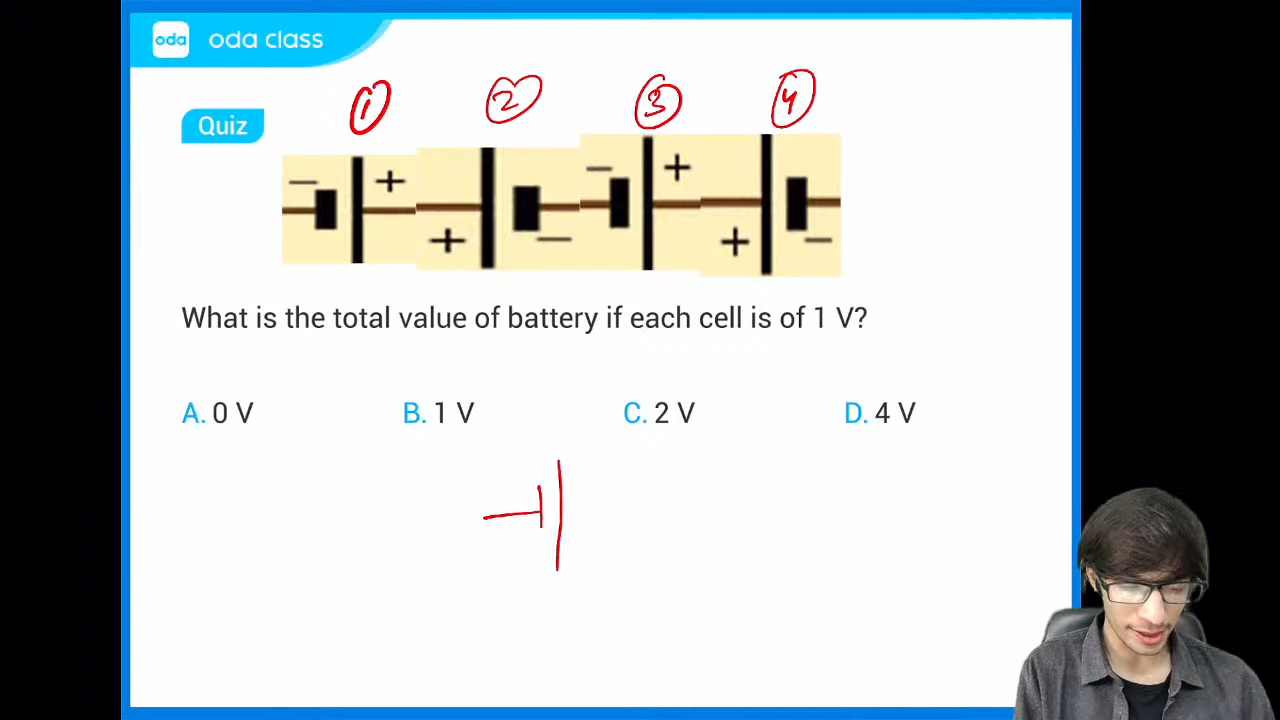 oda oda class
① ② ③ ④
Quiz
− + − +
+ − + −
What is the total value of battery if each cell is of 1 V?
A. 0 V B. 1 V C. 2 V D. 4 V